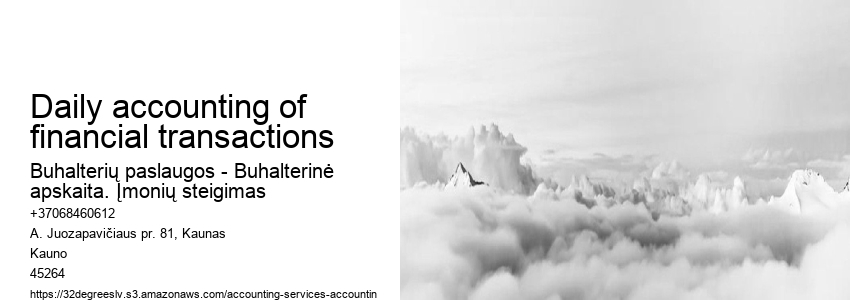 Daily accounting of
financial transactions
Buhalterių paslaugos - Buhalterinė
apskaita. Įmonių steigimas
+37068460612
A. Juozapavičiaus pr. 81, Kaunas
Kauno
45264
https://32degreeslv.s3.amazonaws.com/accounting-services-accountin